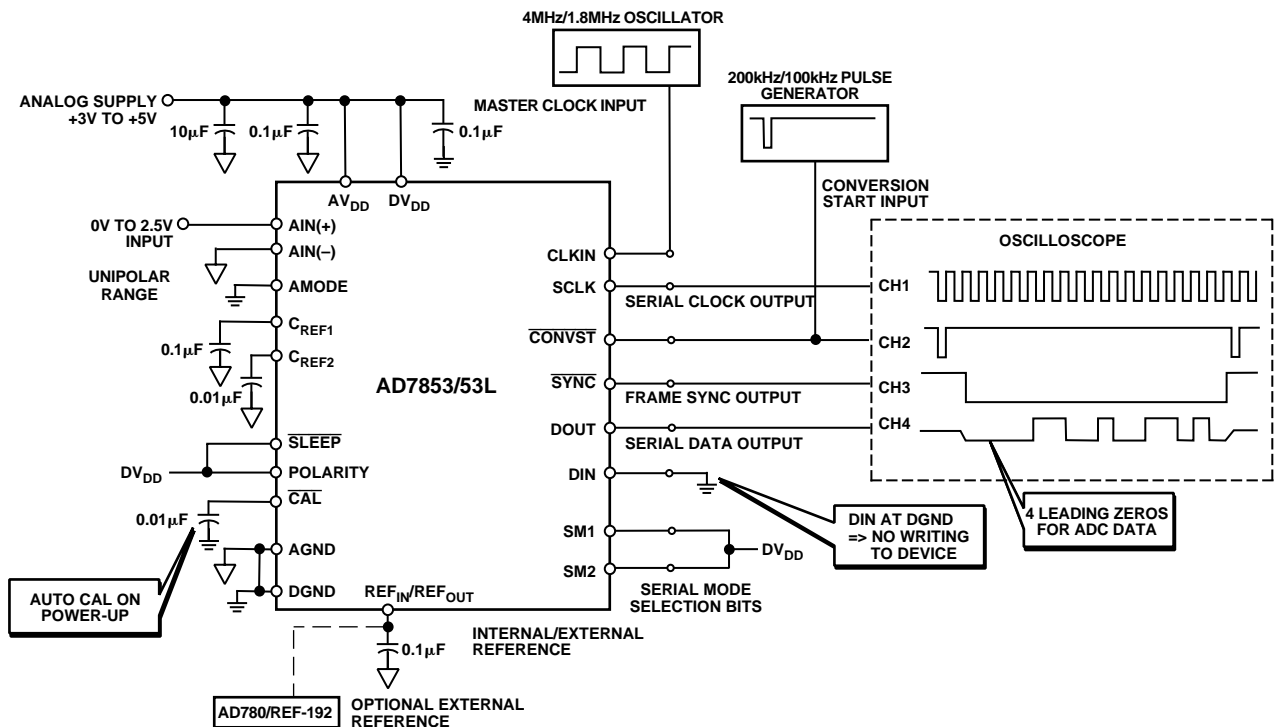 4MHz/1.8MHz OSCILLATOR
MASTER CLOCK INPUT
200kHz/100kHz PULSE
GENERATOR
CONVERSION
START INPUT
ANALOG SUPPLY
+3V TO +5V
10µF
0.1µF
0.1µF
AVDD
DVDD
0V TO 2.5V
INPUT
AIN(+)
AIN(–)
UNIPOLAR
RANGE
AMODE
CREF1
0.1µF
CREF2
0.01µF
AD7853/53L
SLEEP
DVDD
POLARITY
CAL
0.01µF
AGND
DGND
AUTO CAL ON
POWER-UP
REFIN/REFOUT
0.1µF
INTERNAL/EXTERNAL
REFERENCE
AD780/REF-192
OPTIONAL EXTERNAL
REFERENCE
CLKIN
SCLK
SERIAL CLOCK OUTPUT
CONVST
SYNC
FRAME SYNC OUTPUT
DOUT
SERIAL DATA OUTPUT
DIN
SM1
SM2
DVDD
SERIAL MODE
SELECTION BITS
DIN AT DGND
=> NO WRITING
TO DEVICE
OSCILLOSCOPE
CH1
CH2
CH3
CH4
4 LEADING ZEROS
FOR ADC DATA